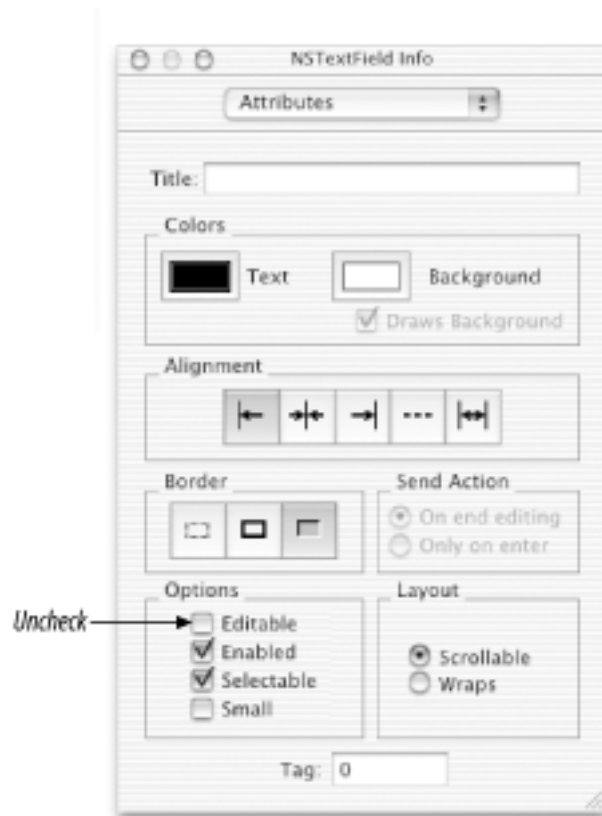 NSTextField Info
Attributes
Title:
Colors
Text Background
Draws Background
Alignment
Border
Send Action
On end editing
Only on enter
Options
Uncheck
Editable
Enabled
Selectable
Small
Layout
Scrollable
Wraps
Tag: 0